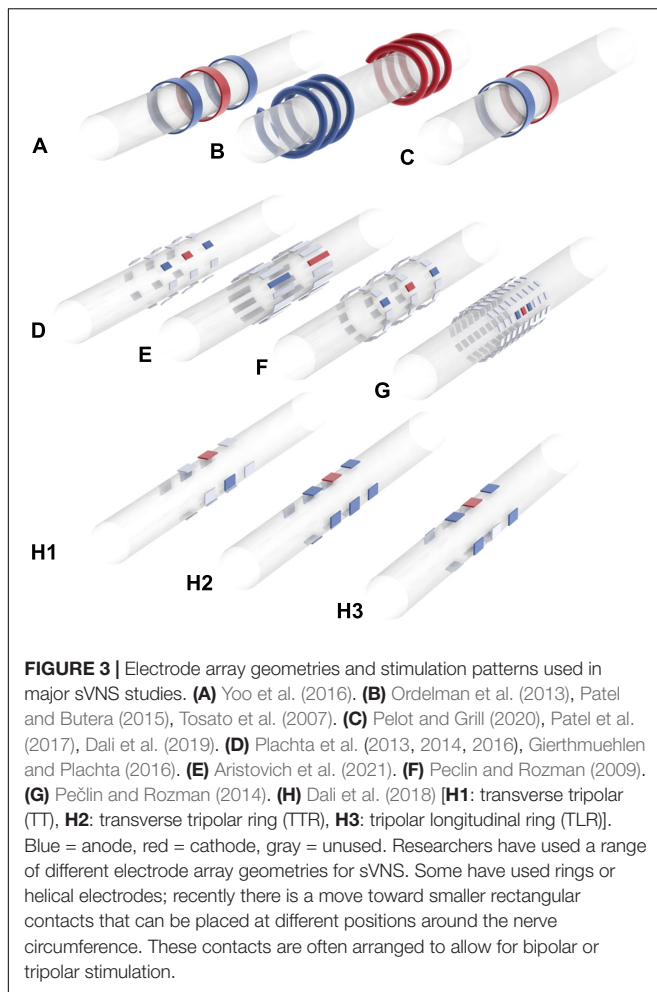 A
B
C
D
E
F
G
H1
H2
H3
FIGURE 3 | Electrode array geometries and stimulation patterns used in
major sVNS studies. (A) Yoo et al. (2016). (B) Ordelman et al. (2013), Patel
and Butera (2015), Tosato et al. (2007). (C) Pelot and Grill (2020), Patel et al.
(2017), Dali et al. (2019). (D) Plachta et al. (2013, 2014, 2016), Gierthmuehlen
and Plachta (2016). (E) Aristovich et al. (2021). (F) Peclin and Rozman (2009).
(G) Pečlin and Rozman (2014). (H) Dali et al. (2018) [H1: transverse tripolar
(TT), H2: transverse tripolar ring (TTR), H3: tripolar longitudinal ring (TLR)].
Blue = anode, red = cathode, gray = unused. Researchers have used a range
of different electrode array geometries for sVNS. Some have used rings or
helical electrodes; recently there is a move toward smaller rectangular
contacts that can be placed at different positions around the nerve
circumference. These contacts are often arranged to allow for bipolar or
tripolar stimulation.